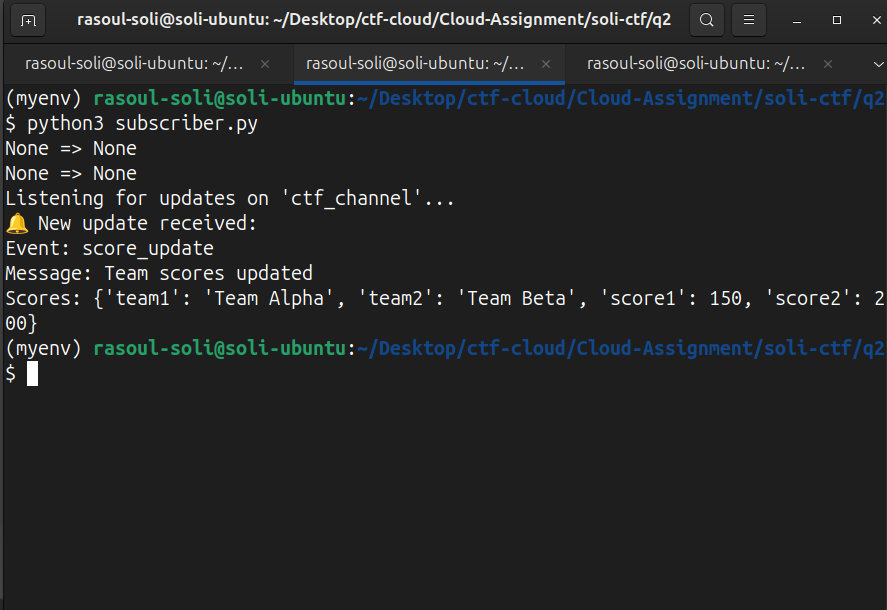 rasoul-soli@soli-ubuntu: ~/Desktop/ctf-cloud/Cloud-Assignment/soli-ctf/q2
rasoul-soli@soli-ubuntu: ~/... × rasoul-soli@soli-ubuntu: ~/... × rasoul-soli@soli-ubuntu: ~/... ×
(myenv) rasoul-soli@soli-ubuntu:~/Desktop/ctf-cloud/Cloud-Assignment/soli-ctf/q2
$ python3 subscriber.py
None => None
None => None
Listening for updates on 'ctf_channel'...
🔔 New update received:
Event: score_update
Message: Team scores updated
Scores: {'team1': 'Team Alpha', 'team2': 'Team Beta', 'score1': 150, 'score2': 2
00}
(myenv) rasoul-soli@soli-ubuntu:~/Desktop/ctf-cloud/Cloud-Assignment/soli-ctf/q2
$